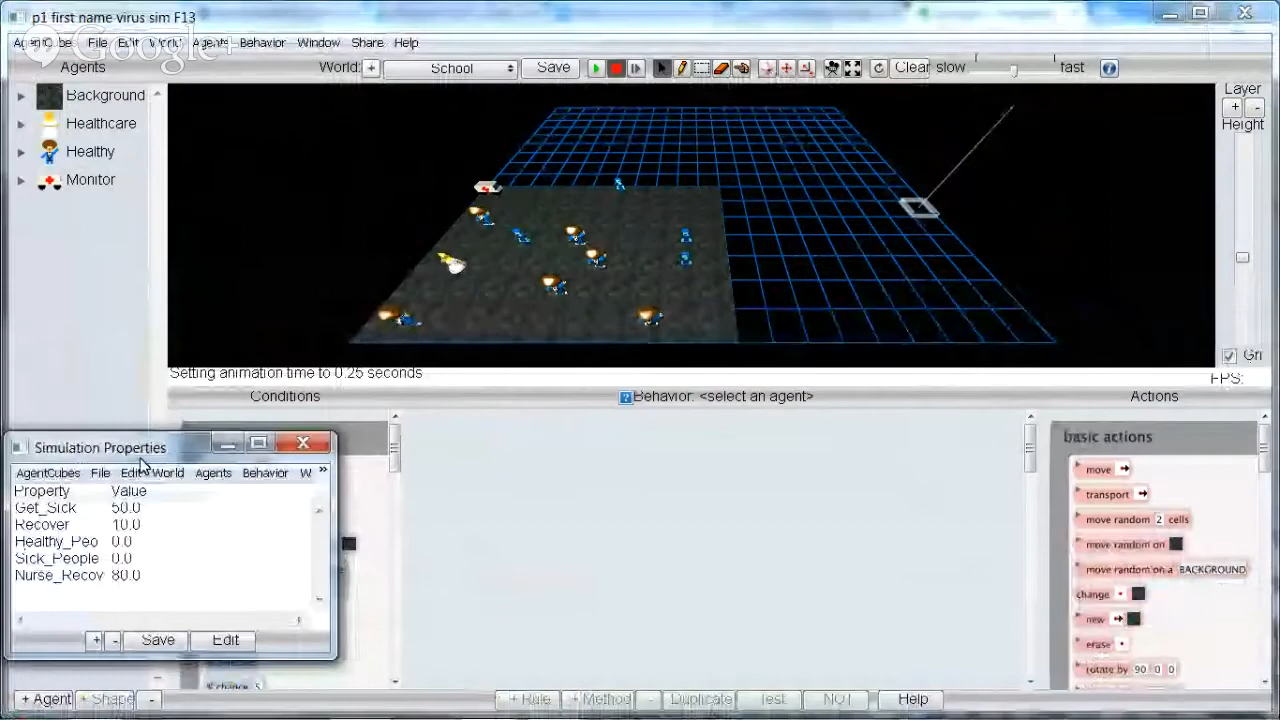 p1 first name virus sim F13
Google+
AgentCubes File Edit World Agents Behavior Window Share Help
Agents World: + School Save Clear slow fast
Background
Healthcare
Healthy
Monitor
Layer
+ -
Height
Gri
Setting animation time to 0.25 seconds
FPS:
Conditions Behavior: <select an agent> Actions
Simulation Properties
AgentCubes File Edit World Agents Behavior W »
Property Value
Get_Sick 50.0
Recover 10.0
Healthy_Peo 0.0
Sick_People 0.0
Nurse_Recov 80.0
+ - Save Edit
% chance 5
basic actions
move
transport
move random 2 cells
move random on
move random on a BACKGROUND
change
new
erase
rotate by 90 0 0
+ Agent + Shape - + Rule + Method - Duplicate Test NOT Help